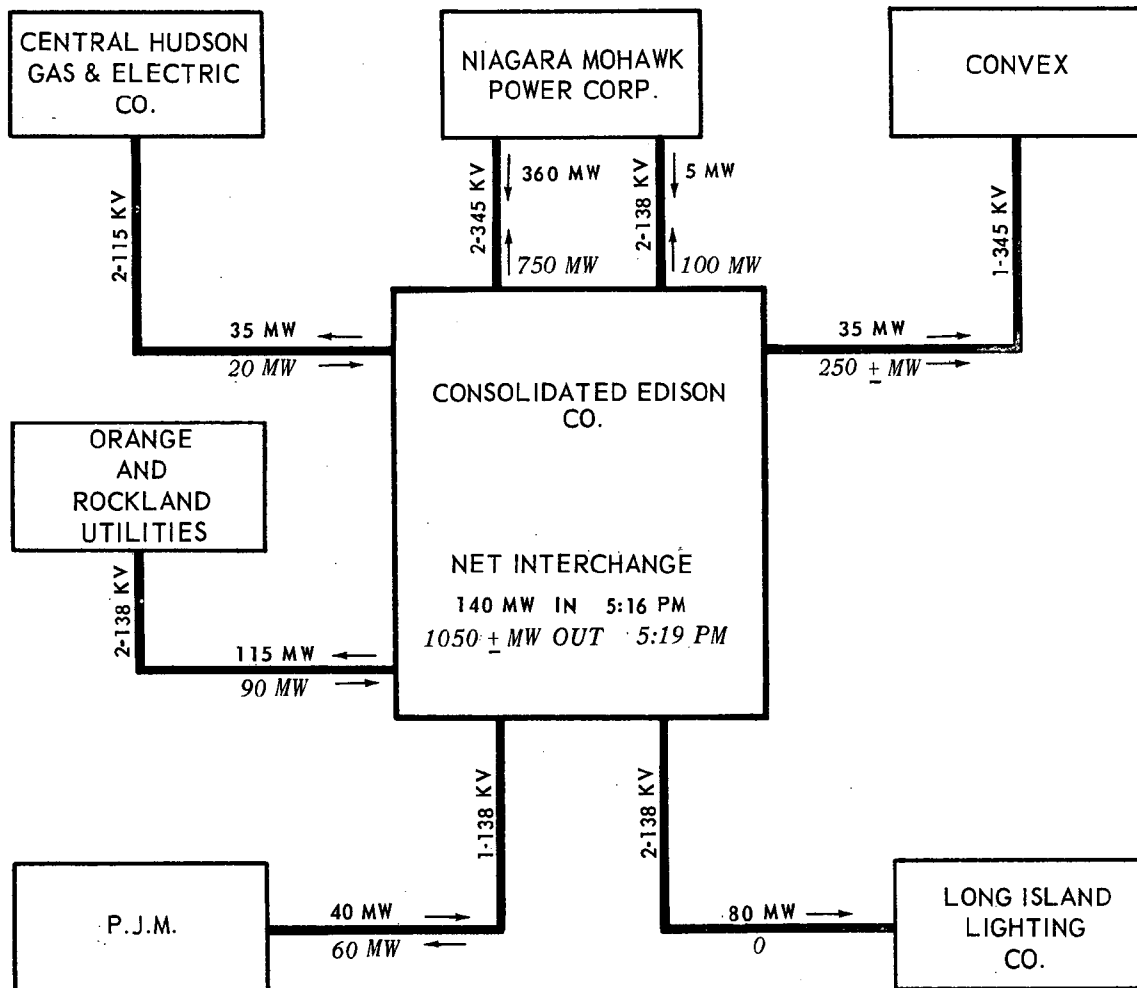 CENTRAL HUDSON
GAS & ELECTRIC
CO.
NIAGARA MOHAWK
POWER CORP.
CONVEX
2-115 KV
2-345 KV
360 MW
750 MW
2-138 KV
5 MW
100 MW
1-345 KV
35 MW
20 MW
35 MW
250 ± MW
CONSOLIDATED EDISON
CO.
NET INTERCHANGE
140 MW IN 5:16 PM
1050 ± MW OUT 5:19 PM
ORANGE
AND
ROCKLAND
UTILITIES
2-138 KV
115 MW
90 MW
1-138 KV
2-138 KV
P.J.M.
40 MW
60 MW
80 MW
0
LONG ISLAND
LIGHTING
CO.